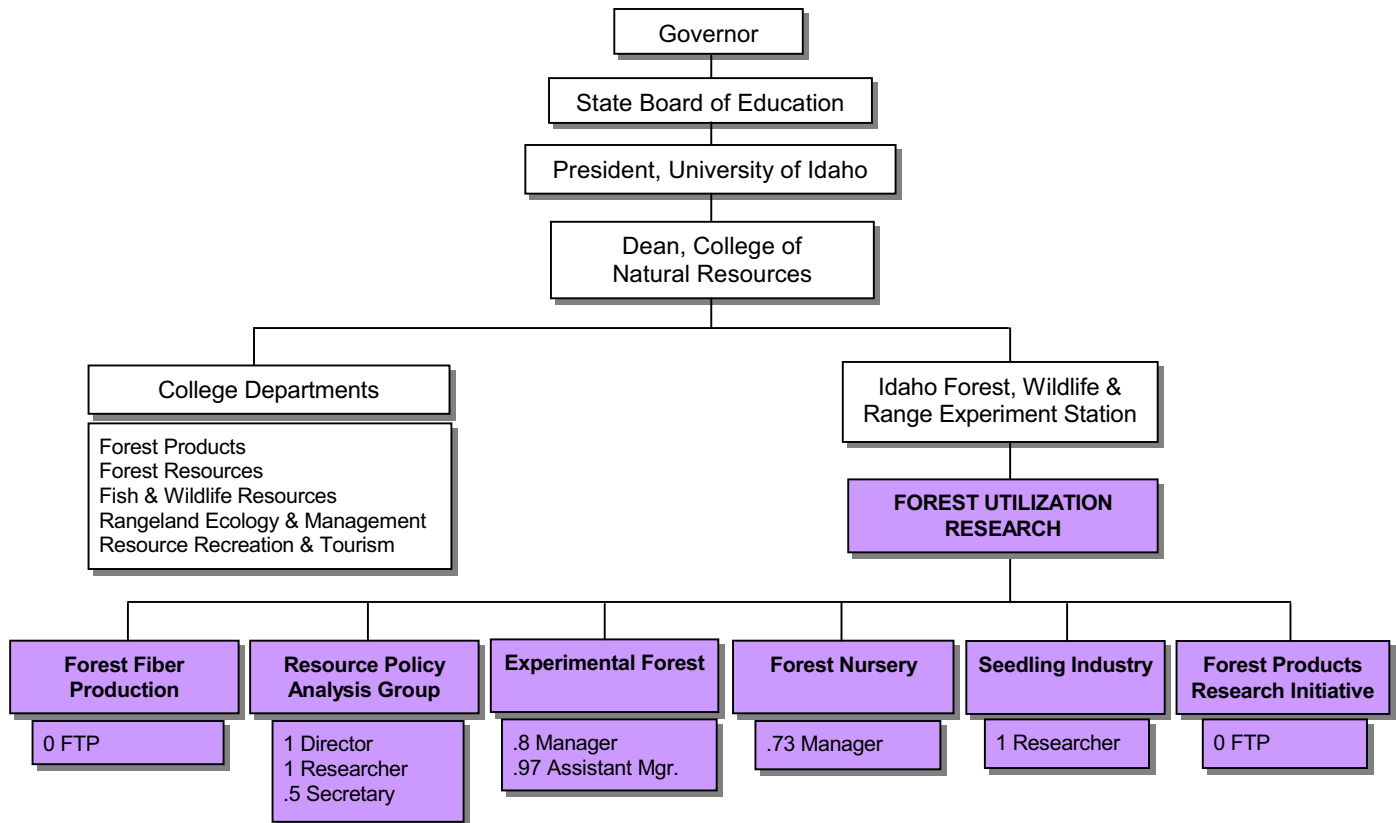 Governor
State Board of Education
President, University of Idaho
Dean, College of
Natural Resources
College Departments
Forest Products
Forest Resources
Fish & Wildlife Resources
Rangeland Ecology & Management
Resource Recreation & Tourism
Idaho Forest, Wildlife &
Range Experiment Station
FOREST UTILIZATION
RESEARCH
Forest Fiber
Production
0 FTP
Resource Policy
Analysis Group
1 Director
1 Researcher
.5 Secretary
Experimental Forest
.8 Manager
.97 Assistant Mgr.
Forest Nursery
.73 Manager
Seedling Industry
1 Researcher
Forest Products
Research Initiative
0 FTP